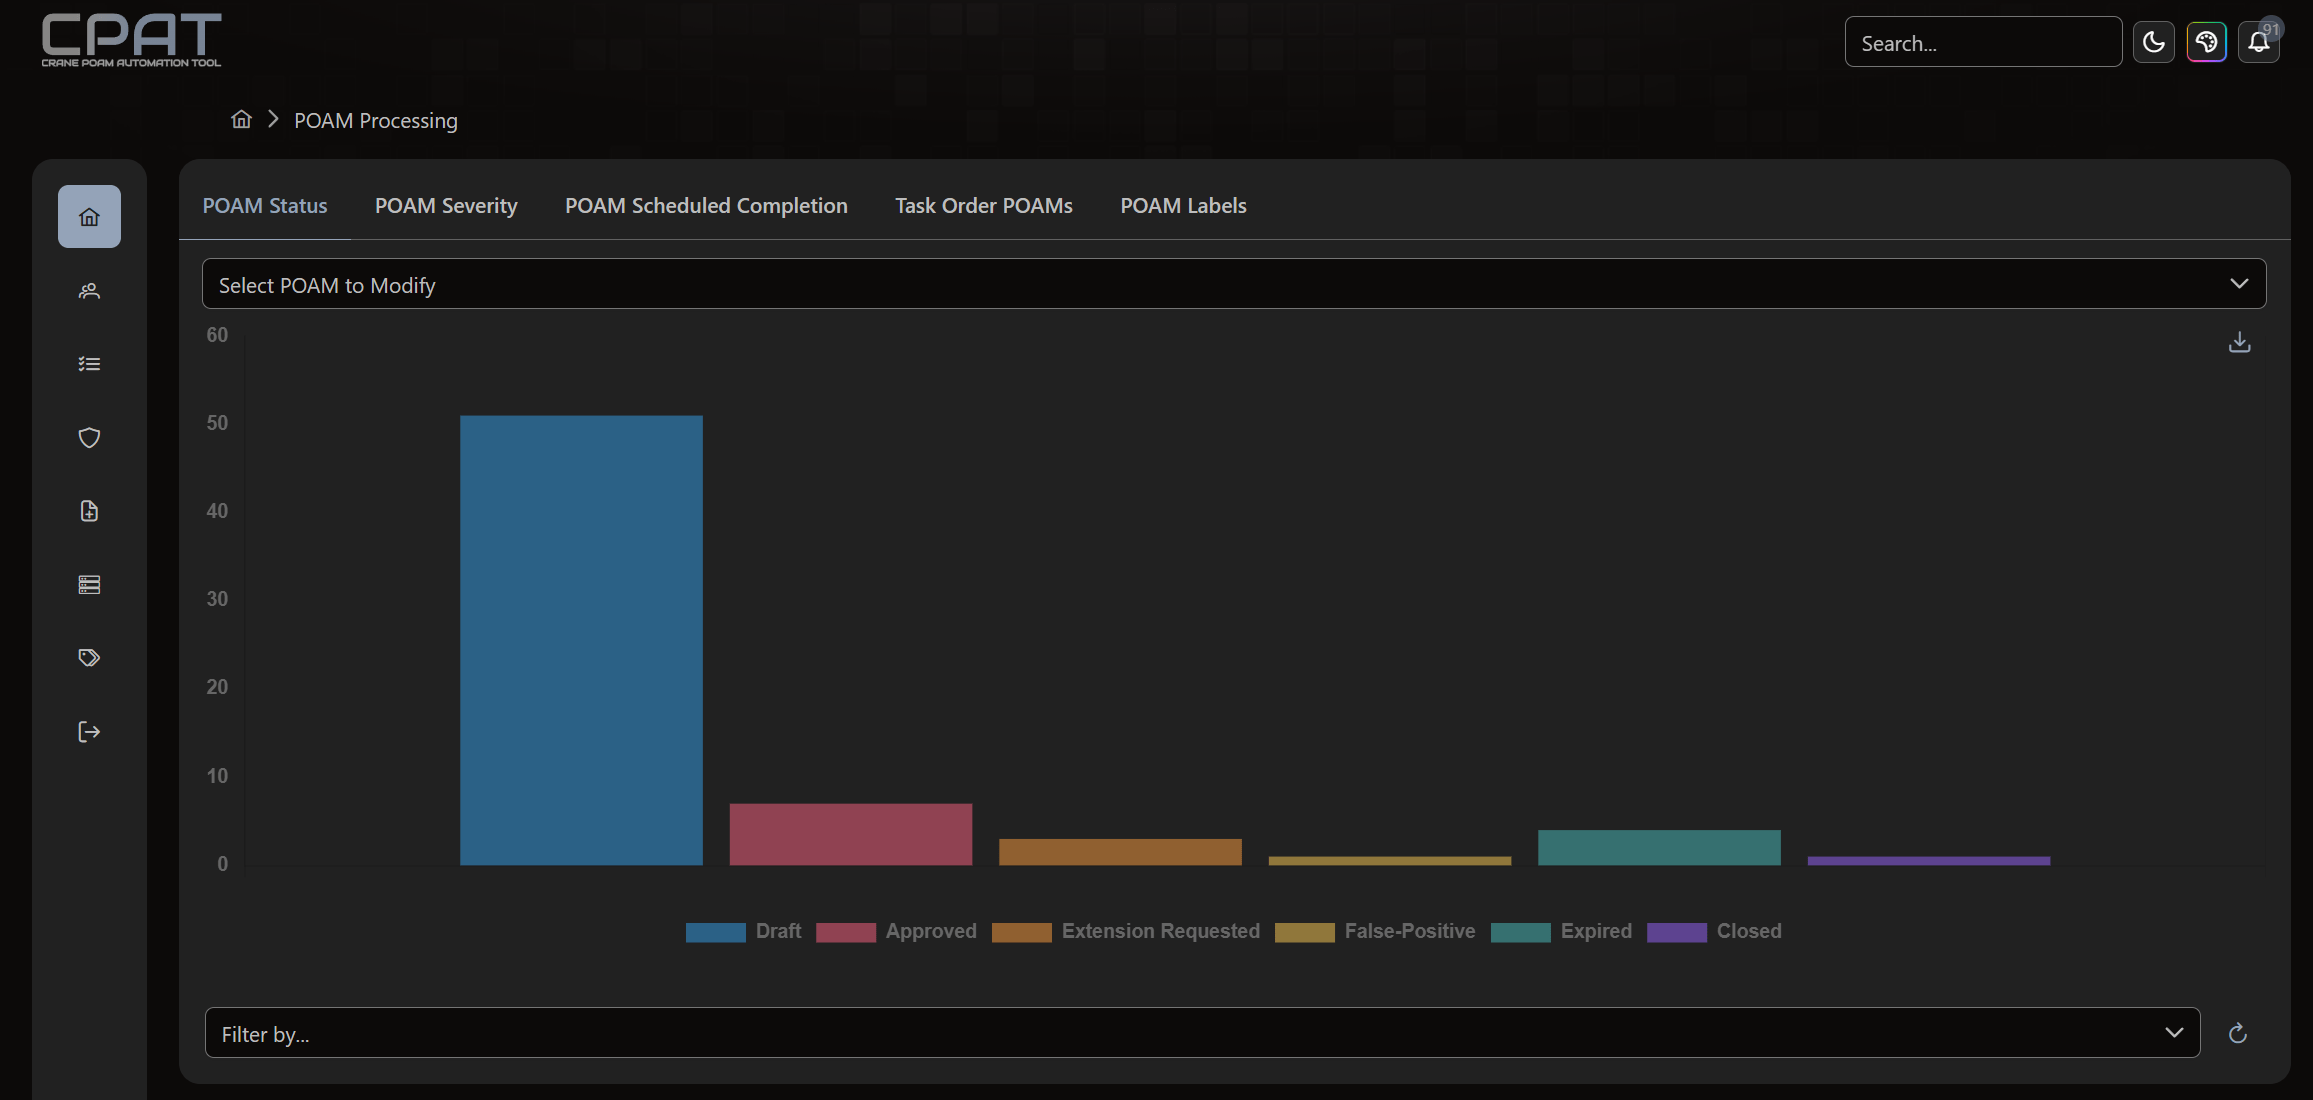 CPAT
CRANE POAM AUTOMATION TOOL
Search...
91
POAM Processing
POAM Status
POAM Severity
POAM Scheduled Completion
Task Order POAMs
POAM Labels
Select POAM to Modify
60
50
40
30
20
10
0
Draft
Approved
Extension Requested
False-Positive
Expired
Closed
Filter by...